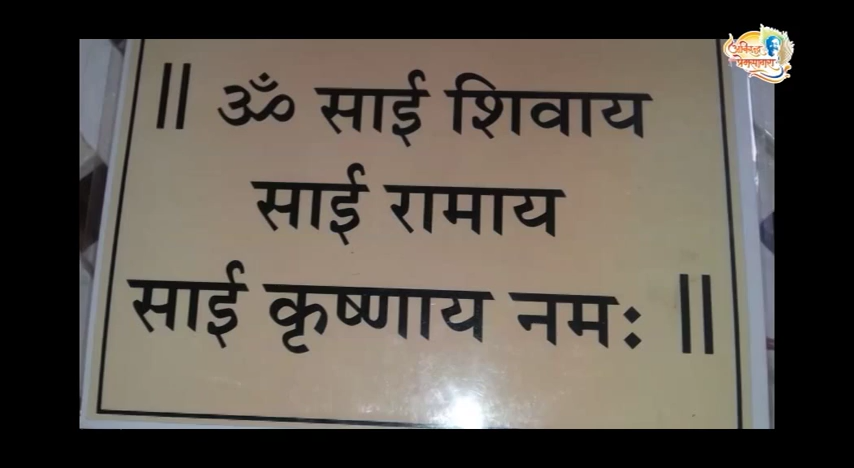 || ॐ साई शिवाय
साई रामाय
साई कृष्णाय नमः ||